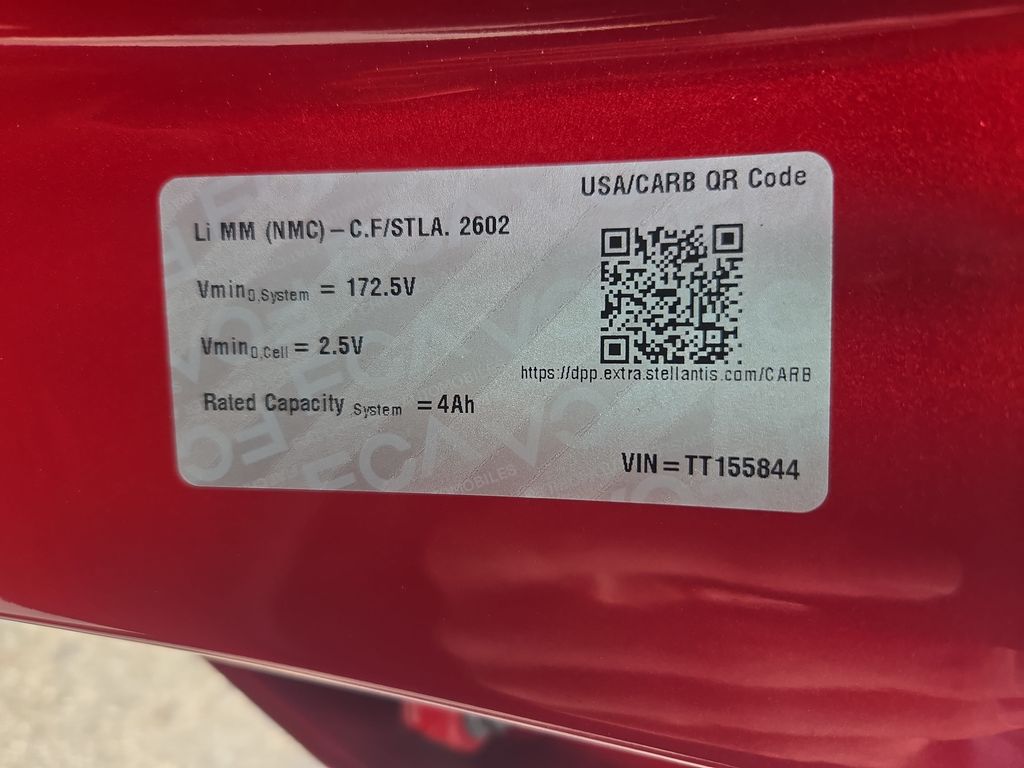 USA/CARB QR Code
Li MM (NMC) – C.F/STLA. 2602
Vmin0,System = 172.5V
Vmin0,Cell = 2.5V
Rated Capacity ,System = 4Ah
https://dpp.extra.stellantis.com/CARB
VIN = TT155844